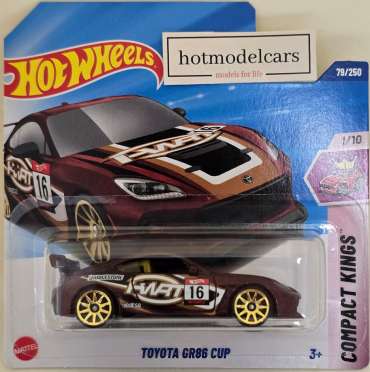 HOT WHEELS
hotmodelcars
models for life
79/250
1/10
16
BRIDGESTONE
16
COMPACT KINGS
MATTEL
TOYOTA GR86 CUP
3+